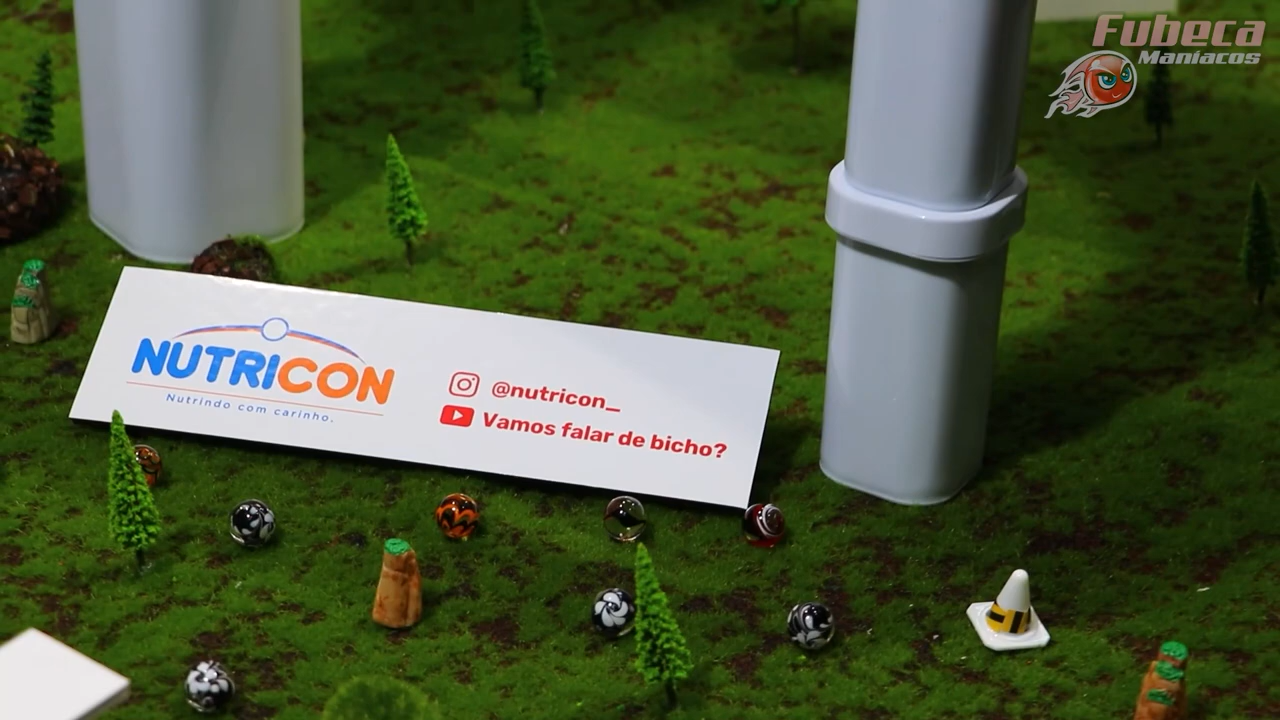 Fubeca
Maniacos
NUTRICON
Nutrindo com carinho.
@nutricon_
Vamos falar de bicho?